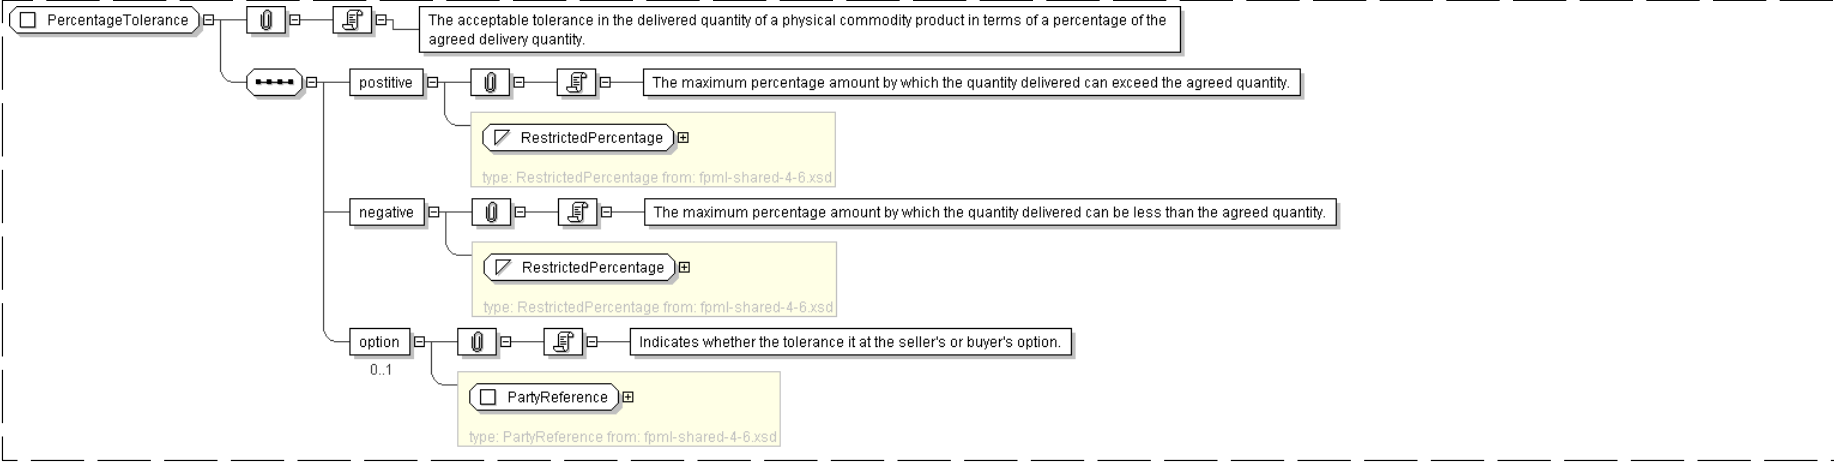 PercentageTolerance
The acceptable tolerance in the delivered quantity of a physical commodity product in terms of a percentage of the
agreed delivery quantity.
postitive
The maximum percentage amount by which the quantity delivered can exceed the agreed quantity.
RestrictedPercentage
type: RestrictedPercentage from: fpml-shared-4-6.xsd
negative
The maximum percentage amount by which the quantity delivered can be less than the agreed quantity.
RestrictedPercentage
type: RestrictedPercentage from: fpml-shared-4-6.xsd
option
Indicates whether the tolerance it at the seller's or buyer's option.
0..1
PartyReference
type: PartyReference from: fpml-shared-4-6.xsd